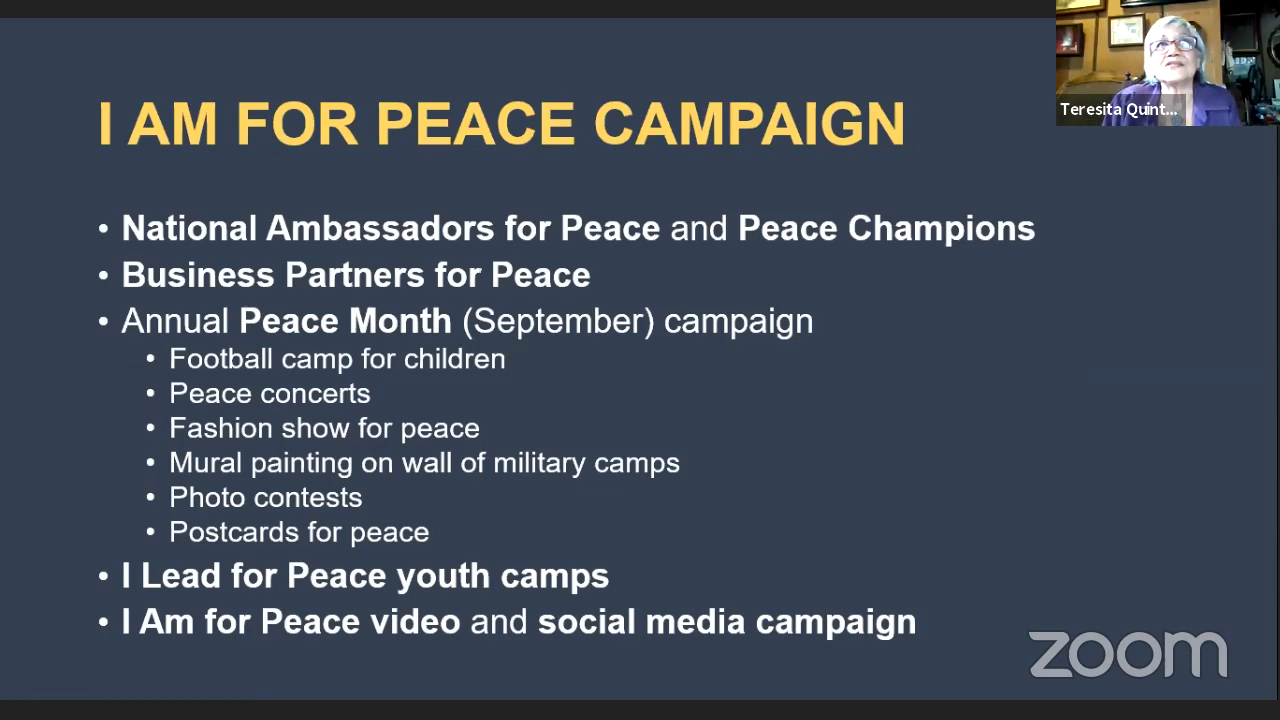 Teresita Quint...
I AM FOR PEACE CAMPAIGN
• National Ambassadors for Peace and Peace Champions
• Business Partners for Peace
• Annual Peace Month (September) campaign
• Football camp for children
• Peace concerts
• Fashion show for peace
• Mural painting on wall of military camps
• Photo contests
• Postcards for peace
• I Lead for Peace youth camps
• I Am for Peace video and social media campaign
zoom